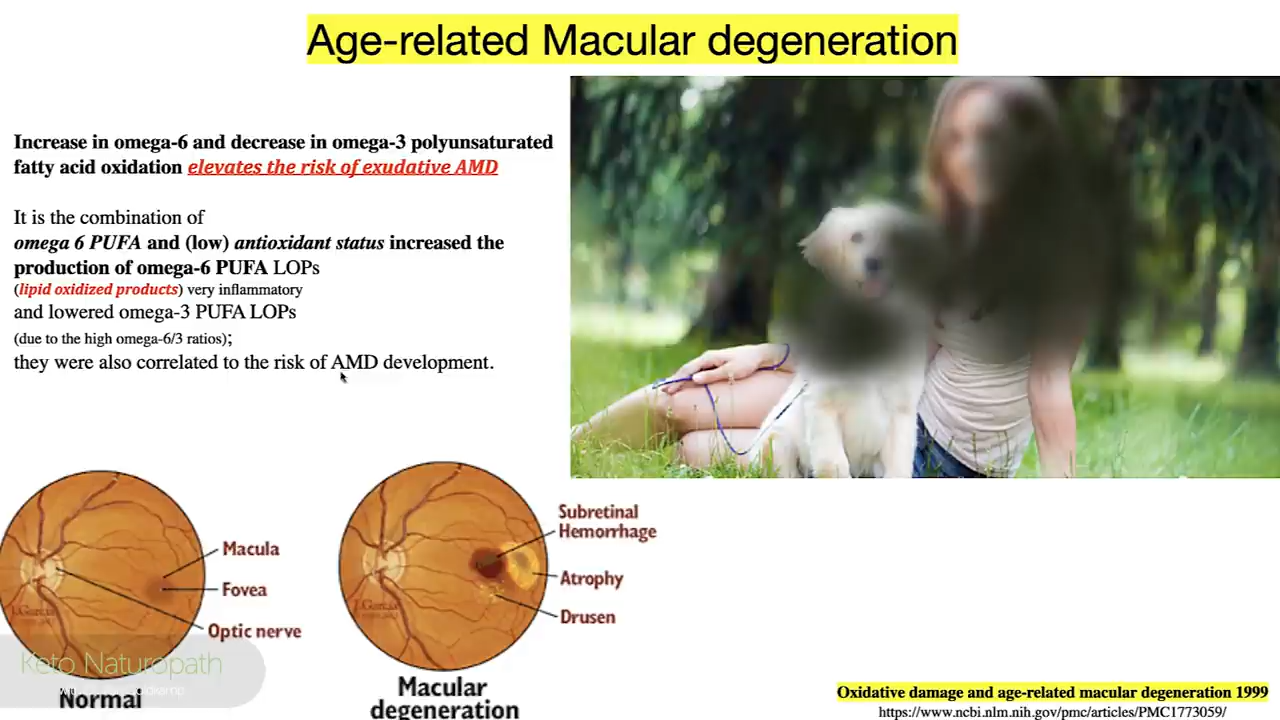 Age-related Macular degeneration
Increase in omega-6 and decrease in omega-3 polyunsaturated
fatty acid oxidation elevates the risk of exudative AMD
It is the combination of
omega 6 PUFA and (low) antioxidant status increased the
production of omega-6 PUFA LOPs
(lipid oxidized products) very inflammatory
and lowered omega-3 PUFA LOPs
(due to the high omega-6/3 ratios);
they were also correlated to the risk of AMD development.
Macula
Fovea
Optic nerve
Normal
Subretinal
Hemorrhage
Atrophy
Drusen
Macular
degeneration
Keto Naturopath
Oxidative damage and age-related macular degeneration 1999
https://www.ncbi.nlm.nih.gov/pmc/articles/PMC1773059/